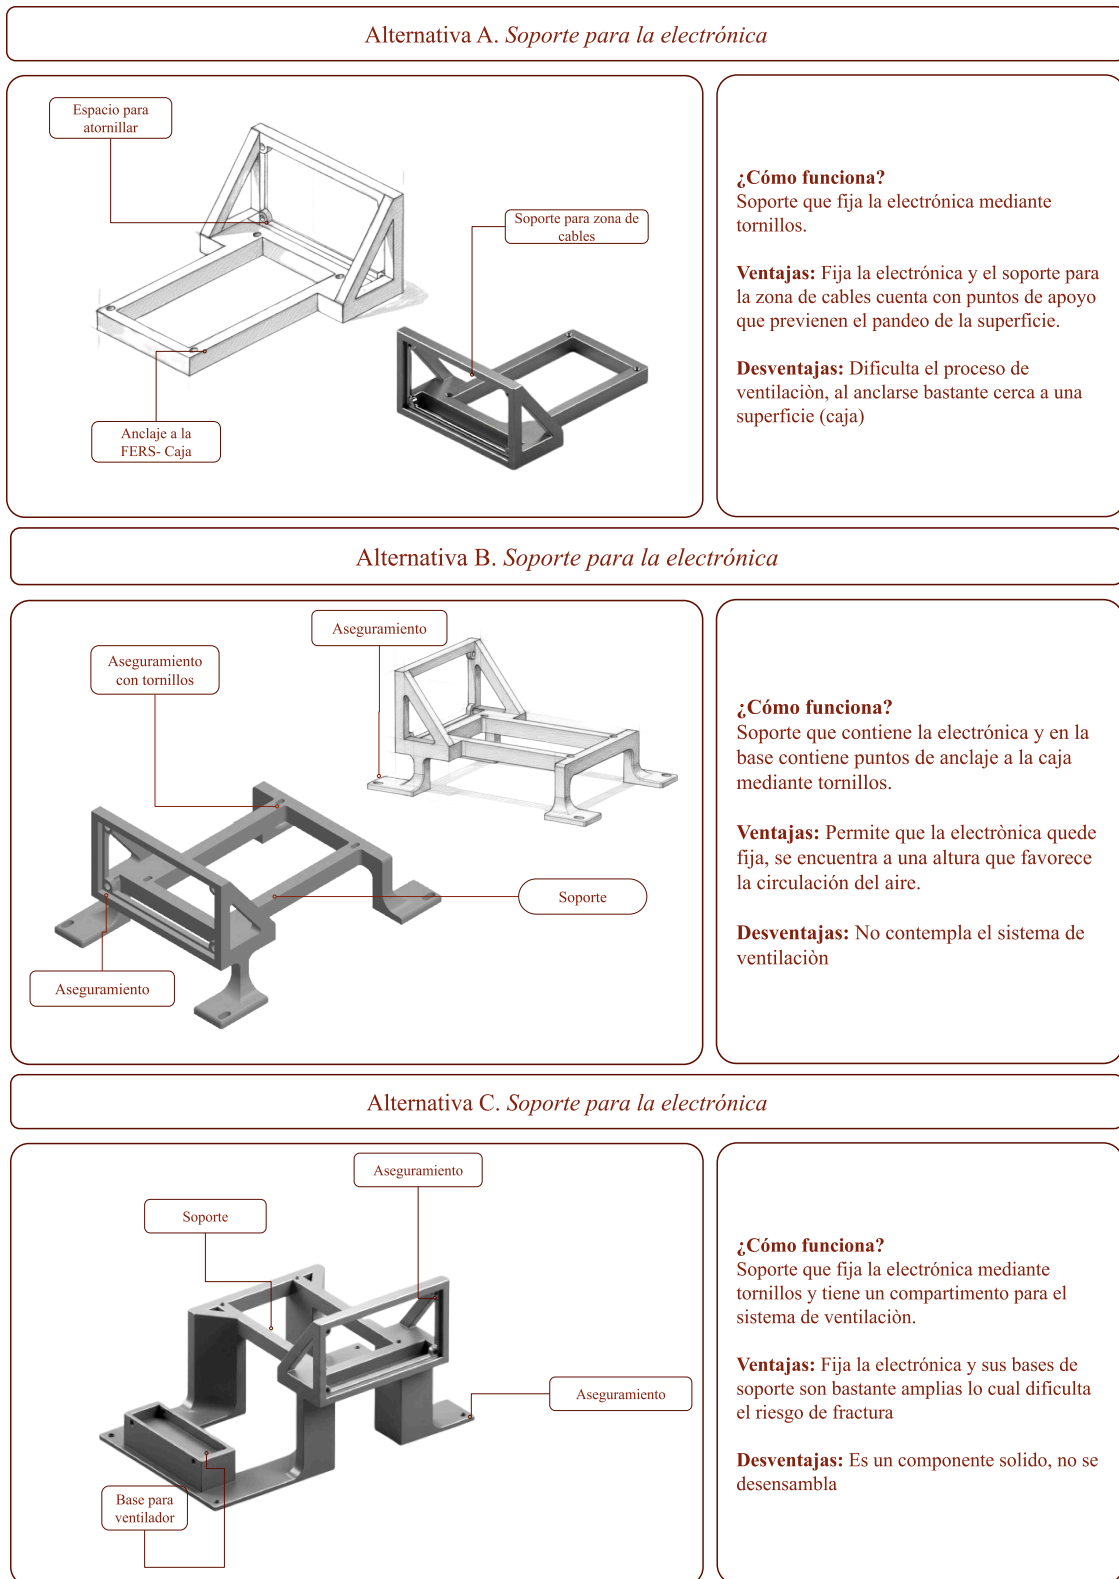 Alternativa A. Soporte para la electrónica
Espacio para
atornillar
Soporte para zona de
cables
Anclaje a la
FERS- Caja
¿Cómo funciona?
Soporte que fija la electrónica mediante
tornillos.
Ventajas: Fija la electrónica y el soporte para
la zona de cables cuenta con puntos de apoyo
que previenen el pandeo de la superficie.
Desventajas: Dificulta el proceso de
ventilaciòn, al anclarse bastante cerca a una
superficie (caja)
Alternativa B. Soporte para la electrónica
Aseguramiento
Aseguramiento
con tornillos
Soporte
Aseguramiento
¿Cómo funciona?
Soporte que contiene la electrónica y en la
base contiene puntos de anclaje a la caja
mediante tornillos.
Ventajas: Permite que la electrònica quede
fija, se encuentra a una altura que favorece
la circulación del aire.
Desventajas: No contempla el sistema de
ventilaciòn
Alternativa C. Soporte para la electrónica
Aseguramiento
Soporte
Aseguramiento
Base para
ventilador
¿Cómo funciona?
Soporte que fija la electrónica mediante
tornillos y tiene un compartimento para el
sistema de ventilaciòn.
Ventajas: Fija la electrónica y sus bases de
soporte son bastante amplias lo cual dificulta
el riesgo de fractura
Desventajas: Es un componente solido, no se
desensambla